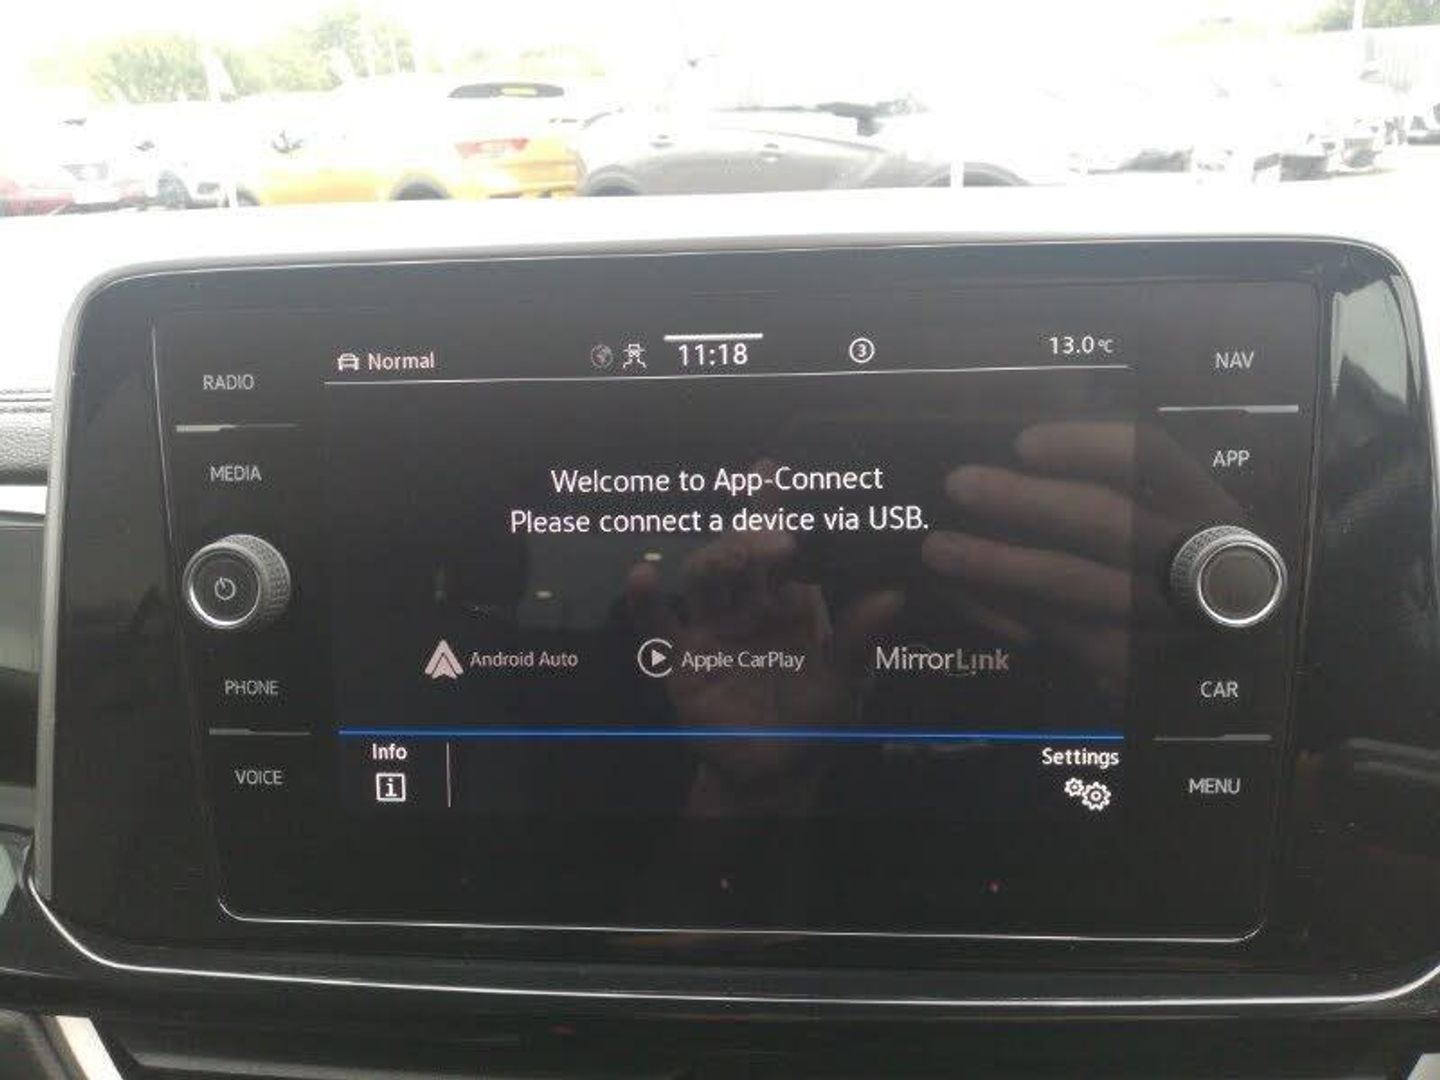 Normal
11:18
3
13.0°C
RADIO
MEDIA
PHONE
VOICE
Welcome to App-Connect
Please connect a device via USB.
Android Auto
Apple CarPlay
MirrorLink
Info
i
Settings
NAV
APP
CAR
MENU